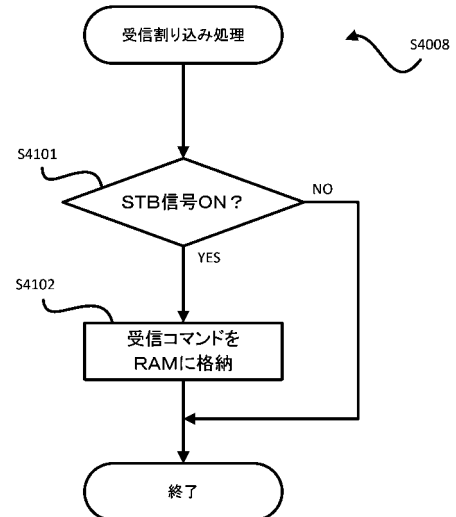 受信割り込み処理
S4008
S4101
STB信号ON?
NO
YES
S4102
受信コマンドを
RAMに格納
終了